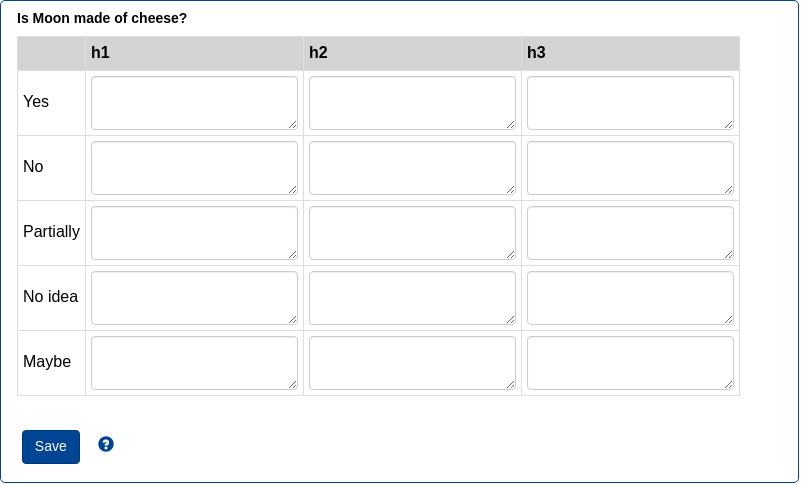 Is Moon made of cheese?
h1 h2 h3
Yes
No
Partially
No idea
Maybe
Save ?